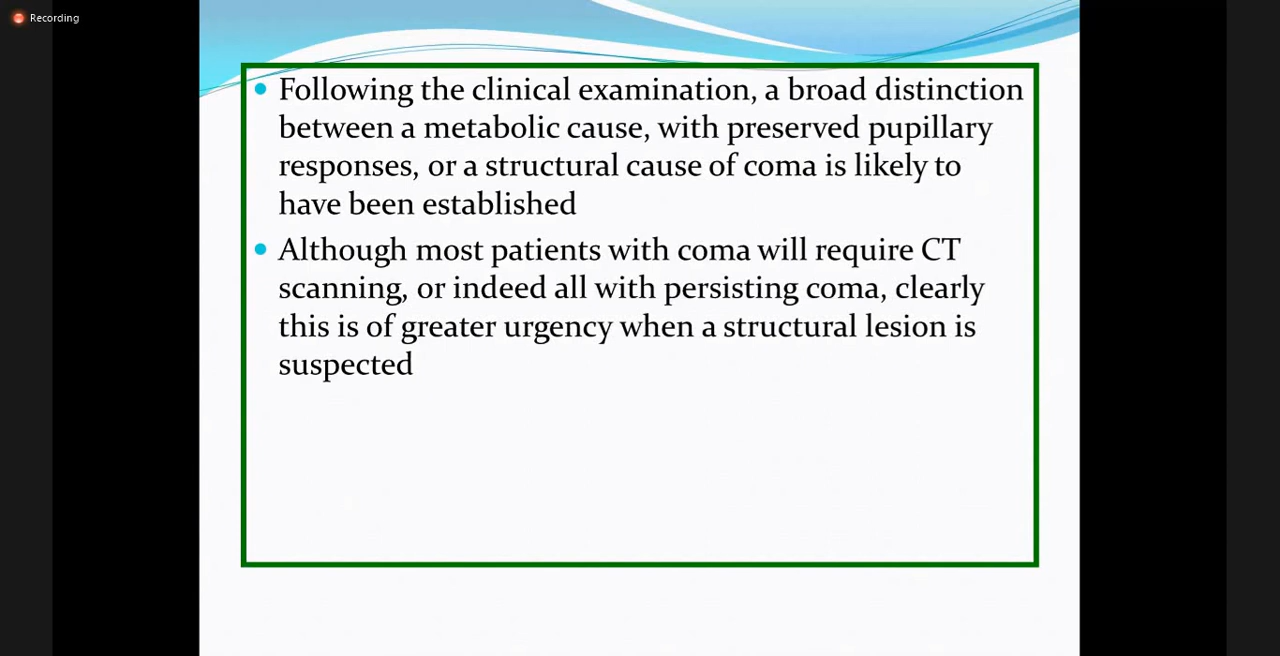 Recording
Following the clinical examination, a broad distinction
between a metabolic cause, with preserved pupillary
responses, or a structural cause of coma is likely to
have been established
Although most patients with coma will require CT
scanning, or indeed all with persisting coma, clearly
this is of greater urgency when a structural lesion is
suspected